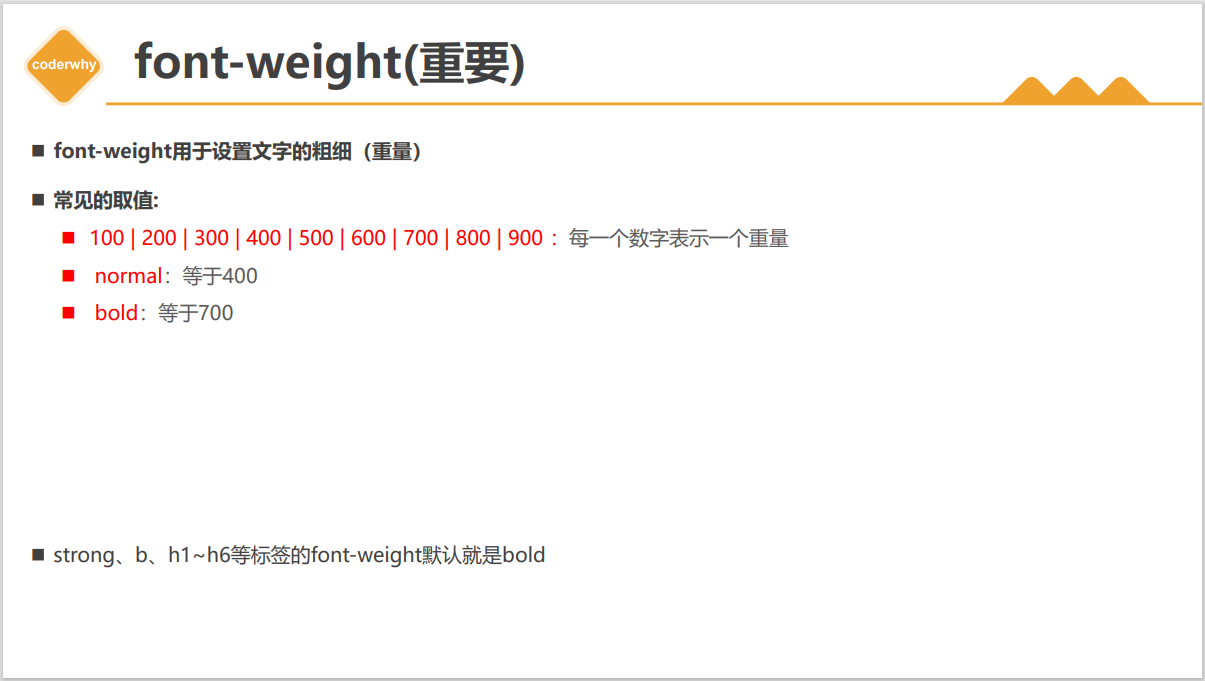 coderwhy
font-weight(重要)
font-weight用于设置文字的粗细（重量）
常见的取值:
100 | 200 | 300 | 400 | 500 | 600 | 700 | 800 | 900 ：每一个数字表示一个重量
normal：等于400
bold：等于700
strong、b、h1~h6等标签的font-weight默认就是bold